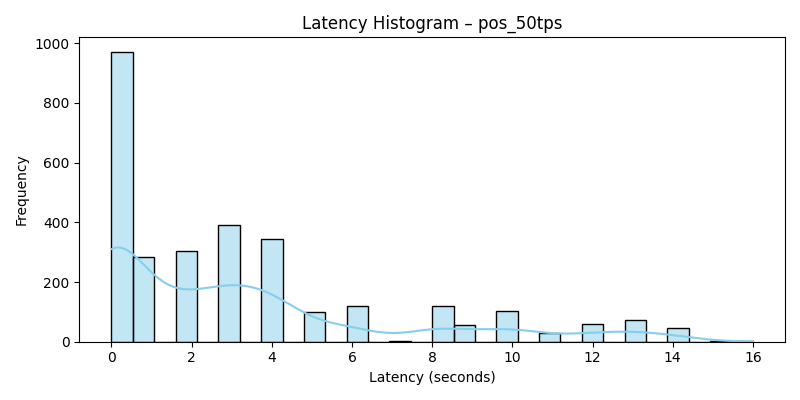 Latency Histogram – pos_50tps
1000
800
600
400
200
0
Frequency
0 2 4 6 8 10 12 14 16
Latency (seconds)